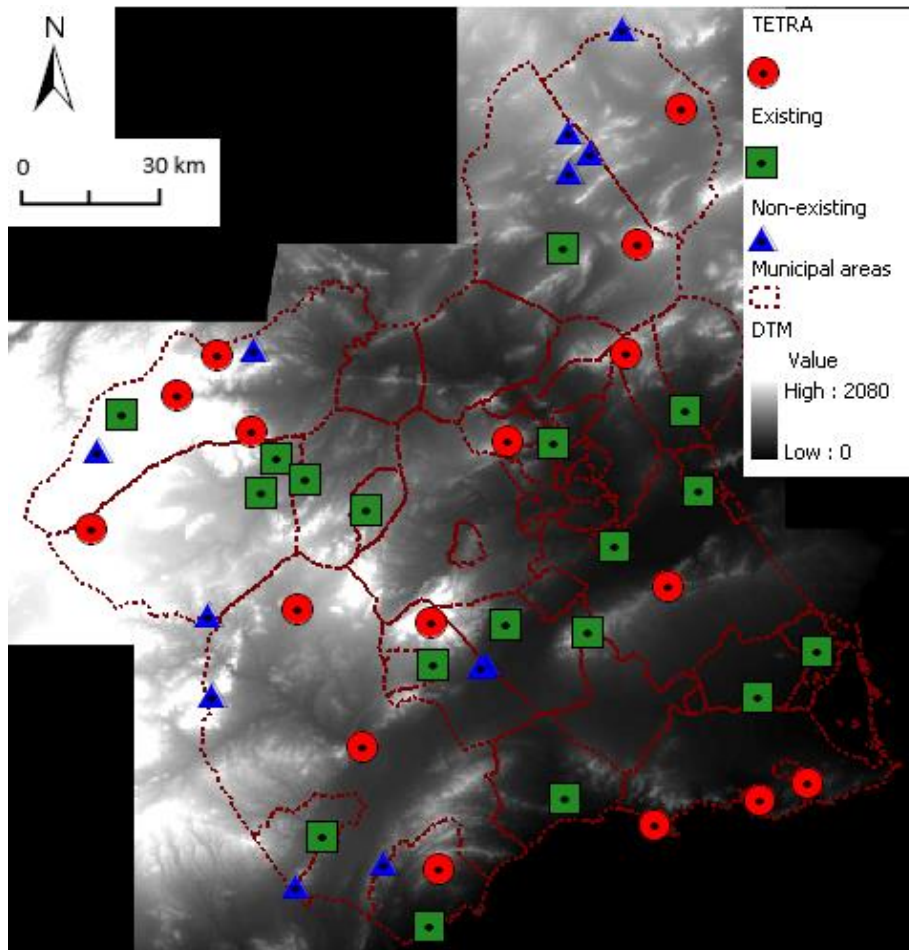 N
0 30 km
TETRA
Existing
Non-existing
Municipal areas
DTM
Value
High : 2080
Low : 0